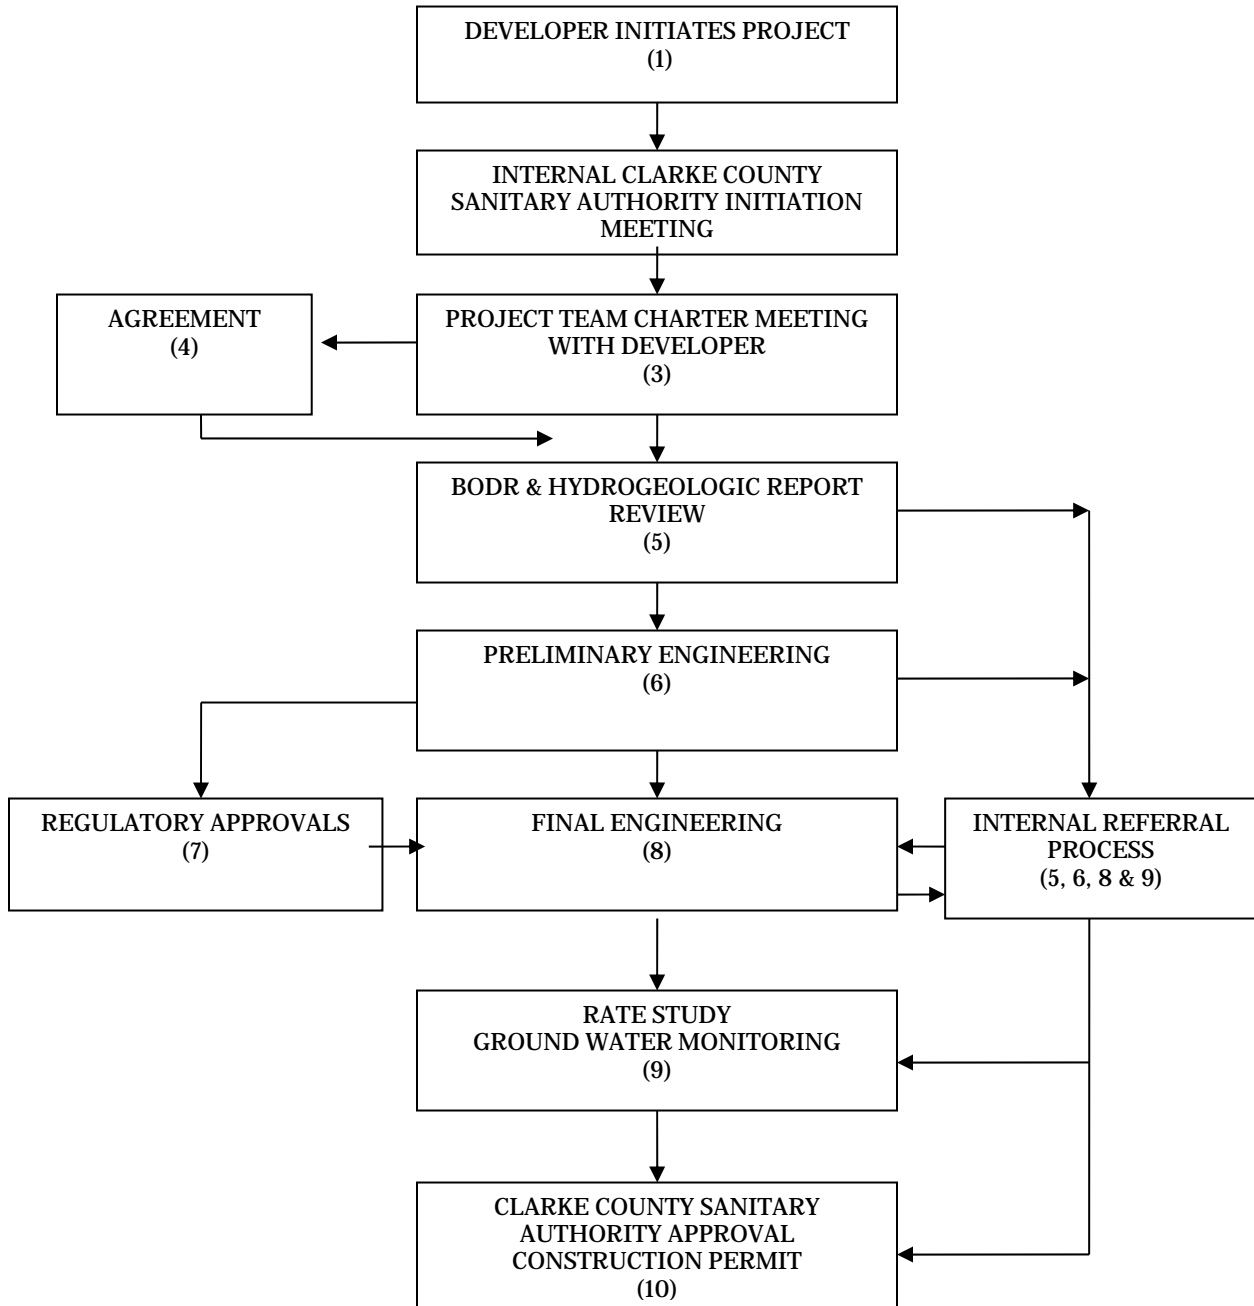 DEVELOPER INITIATES PROJECT
(1)
INTERNAL CLARKE COUNTY
SANITARY AUTHORITY INITIATION
MEETING
AGREEMENT
(4)
PROJECT TEAM CHARTER MEETING
WITH DEVELOPER
(3)
BODR & HYDROGEOLOGIC REPORT
REVIEW
(5)
PRELIMINARY ENGINEERING
(6)
REGULATORY APPROVALS
(7)
FINAL ENGINEERING
(8)
INTERNAL REFERRAL
PROCESS
(5, 6, 8 & 9)
RATE STUDY
GROUND WATER MONITORING
(9)
CLARKE COUNTY SANITARY
AUTHORITY APPROVAL
CONSTRUCTION PERMIT
(10)